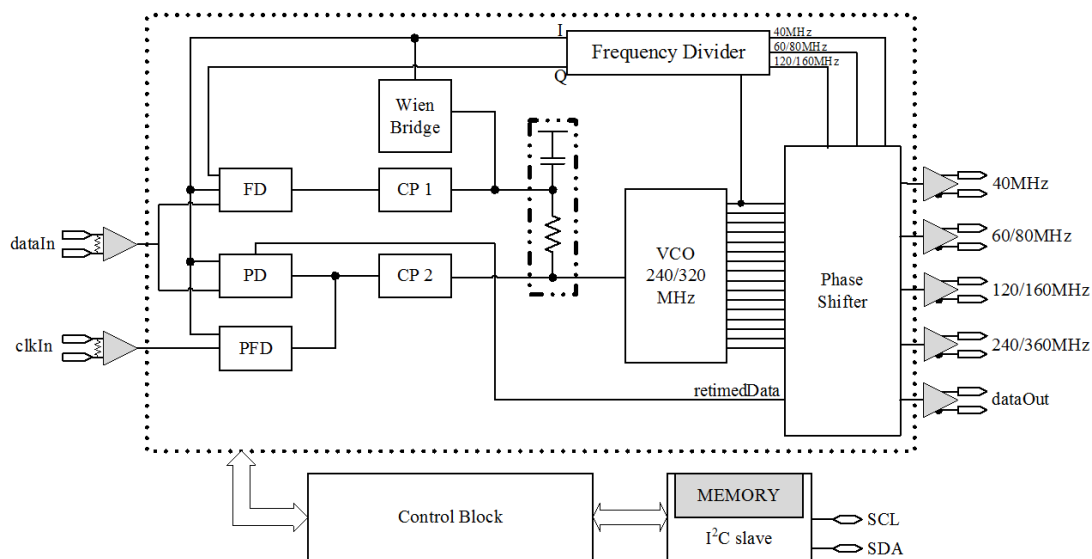 I
Q
Frequency Divider
40MHz
60/80MHz
120/160MHz
Wien
Bridge
FD
CP 1
PD
CP 2
PFD
dataIn
clkIn
VCO
240/320
MHz
Phase
Shifter
retimedData
40MHz
60/80MHz
120/160MHz
240/360MHz
dataOut
Control Block
MEMORY
I²C slave
SCL
SDA